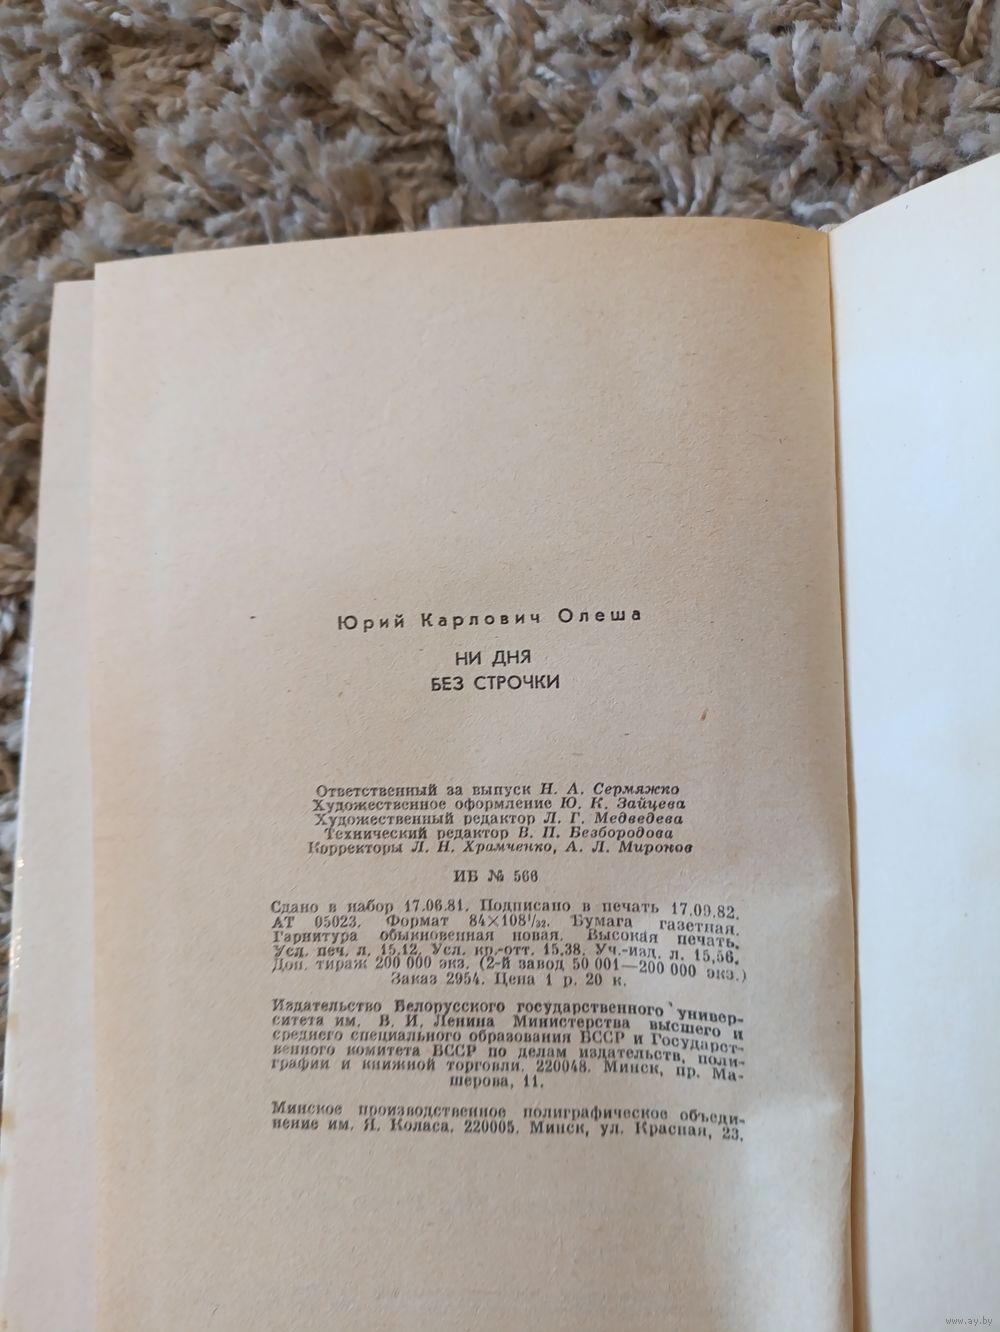 Юрий Карлович Олеша
НИ ДНЯ
БЕЗ СТРОЧКИ
Ответственный за выпуск Н. А. Сермяжко
Художественное оформление Ю. К. Зайцева
Художественный редактор Л. Г. Медведева
Технический редактор В. П. Безбородова
Корректоры Л. Н. Храмченко, А. Л. Миронов
ИБ № 566
Сдано в набор 17.06.81. Подписано в печать 17.09.82.
АТ 05023. Формат 84×108¹/₃₂. Бумага газетная.
Гарнитура обыкновенная новая. Высокая печать.
Усл. печ. л. 15,12. Усл. кр.-отт. 15,38. Уч.-изд. л. 15,56.
Доп. тираж 200 000 экз. (2-й завод 50 001—200 000 экз.)
Заказ 2954. Цена 1 р. 20 к.
Издательство Белорусского государственного универ-
ситета им. В. И. Ленина Министерства высшего и
среднего специального образования БССР и Государст-
венного комитета БССР по делам издательств, поли-
графии и книжной торговли. 220048. Минск, пр. Ма-
шерова, 11.
Минское производственное полиграфическое объеди-
нение им. Я. Коласа. 220005. Минск, ул. Красная, 23.
www.ay.by